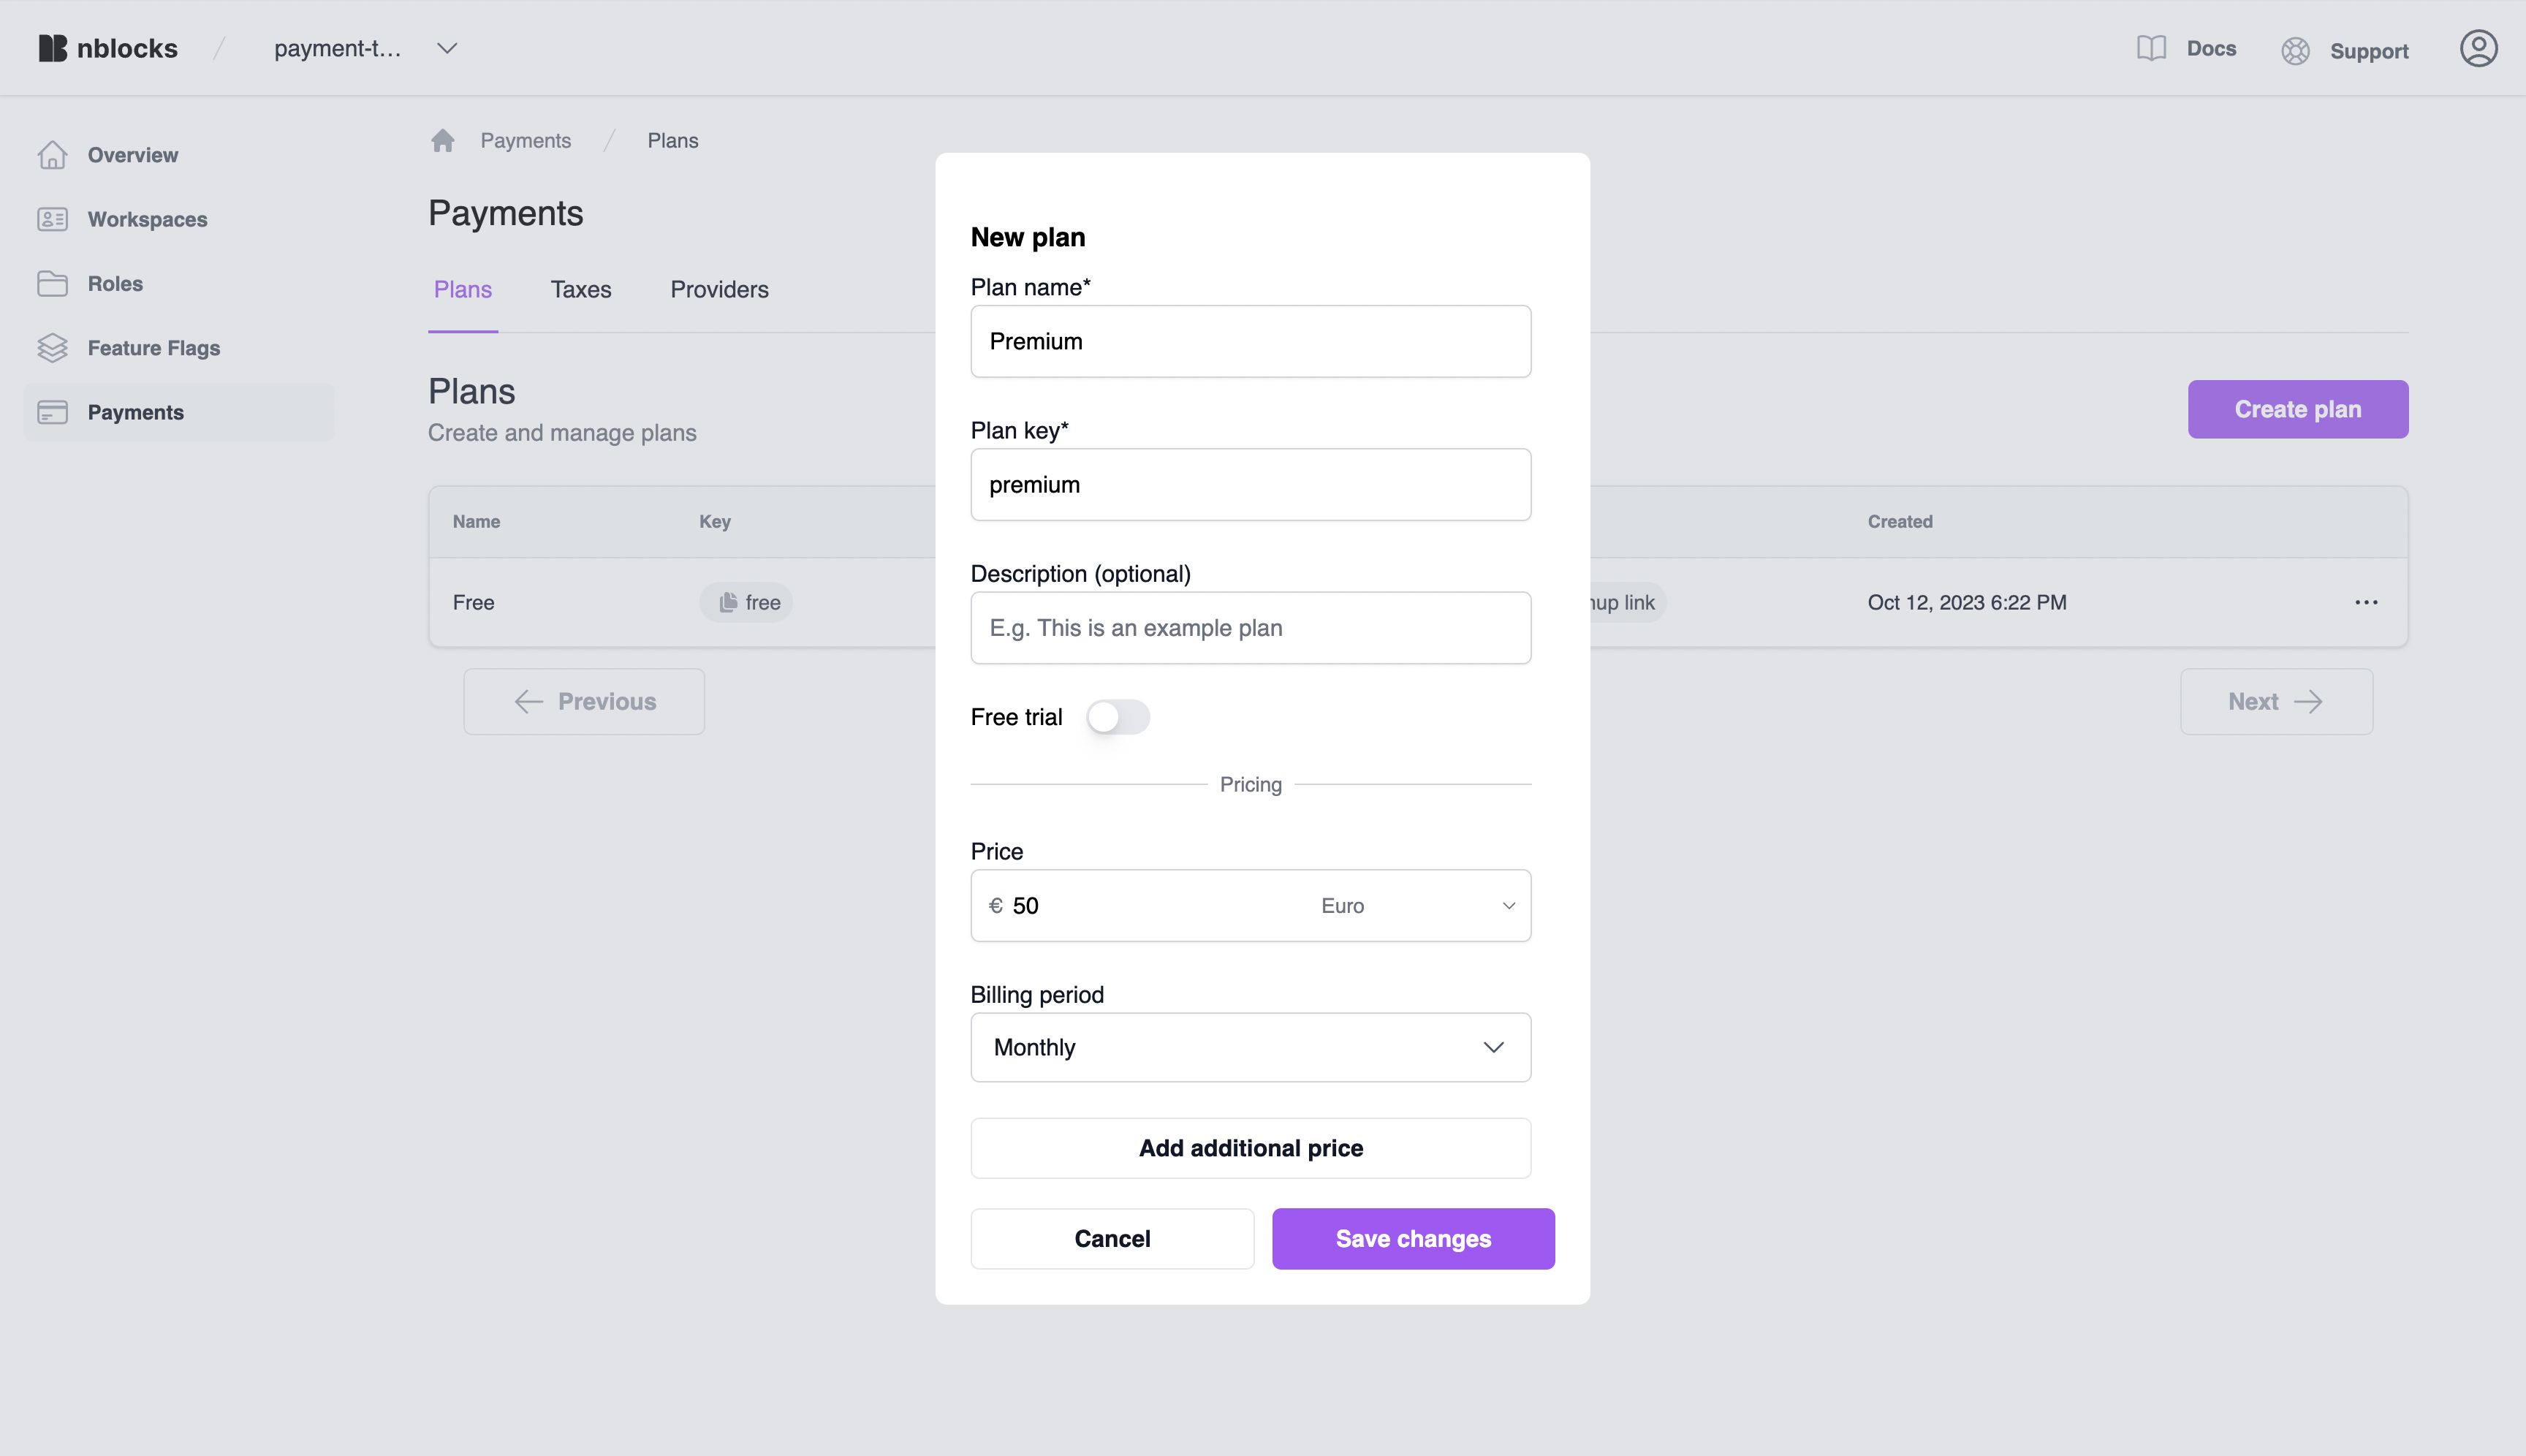 nblocks
payment-t...
Docs
Support
Overview
Workspaces
Roles
Feature Flags
Payments
Payments / Plans
Payments
Plans
Taxes
Providers
Plans
Create and manage plans
Create plan
Name
Key
Created
Free
free
link
Oct 12, 2023 6:22 PM
Previous
Next
New plan
Plan name*
Premium
Plan key*
premium
Description (optional)
E.g. This is an example plan
Free trial
Pricing
Price
€ 50
Euro
Billing period
Monthly
Add additional price
Cancel
Save changes